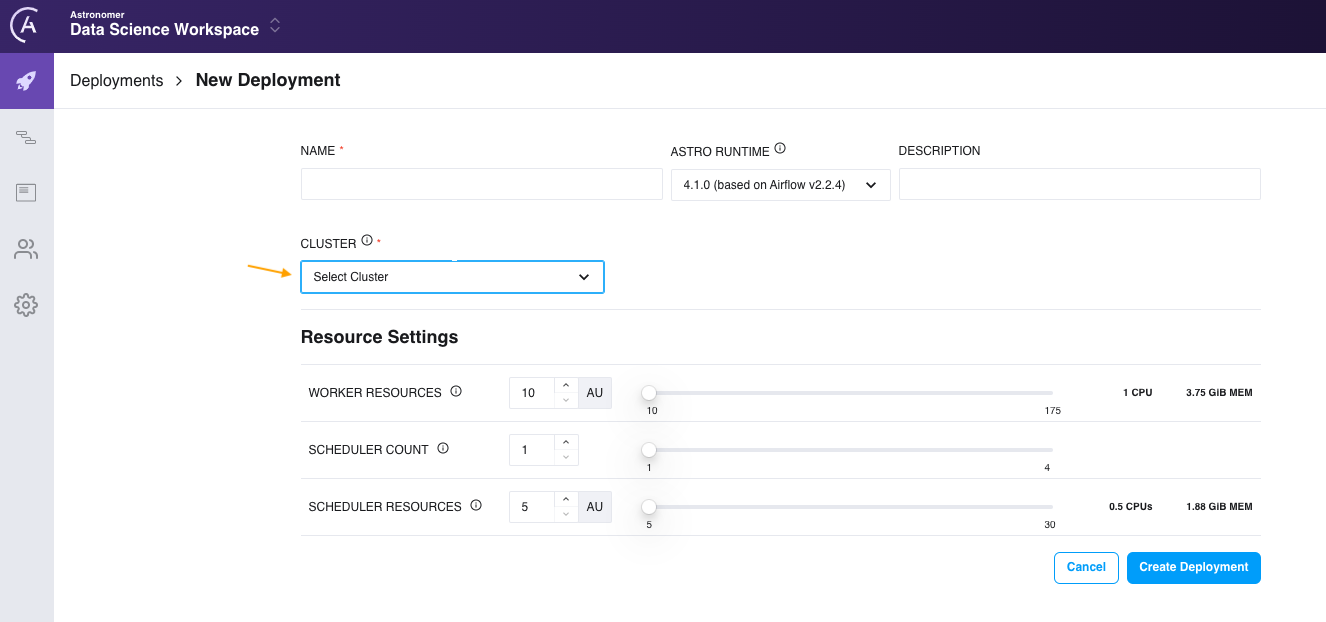 Astronomer
Data Science Workspace
Deployments > New Deployment
NAME * ASTRO RUNTIME DESCRIPTION
4.1.0 (based on Airflow v2.2.4)
CLUSTER *
Select Cluster
Resource Settings
WORKER RESOURCES 10 AU 1 CPU 3.75 GiB MEM
10 175
SCHEDULER COUNT 1
1 4
SCHEDULER RESOURCES 5 AU 0.5 CPUs 1.88 GiB MEM
5 30
Cancel Create Deployment